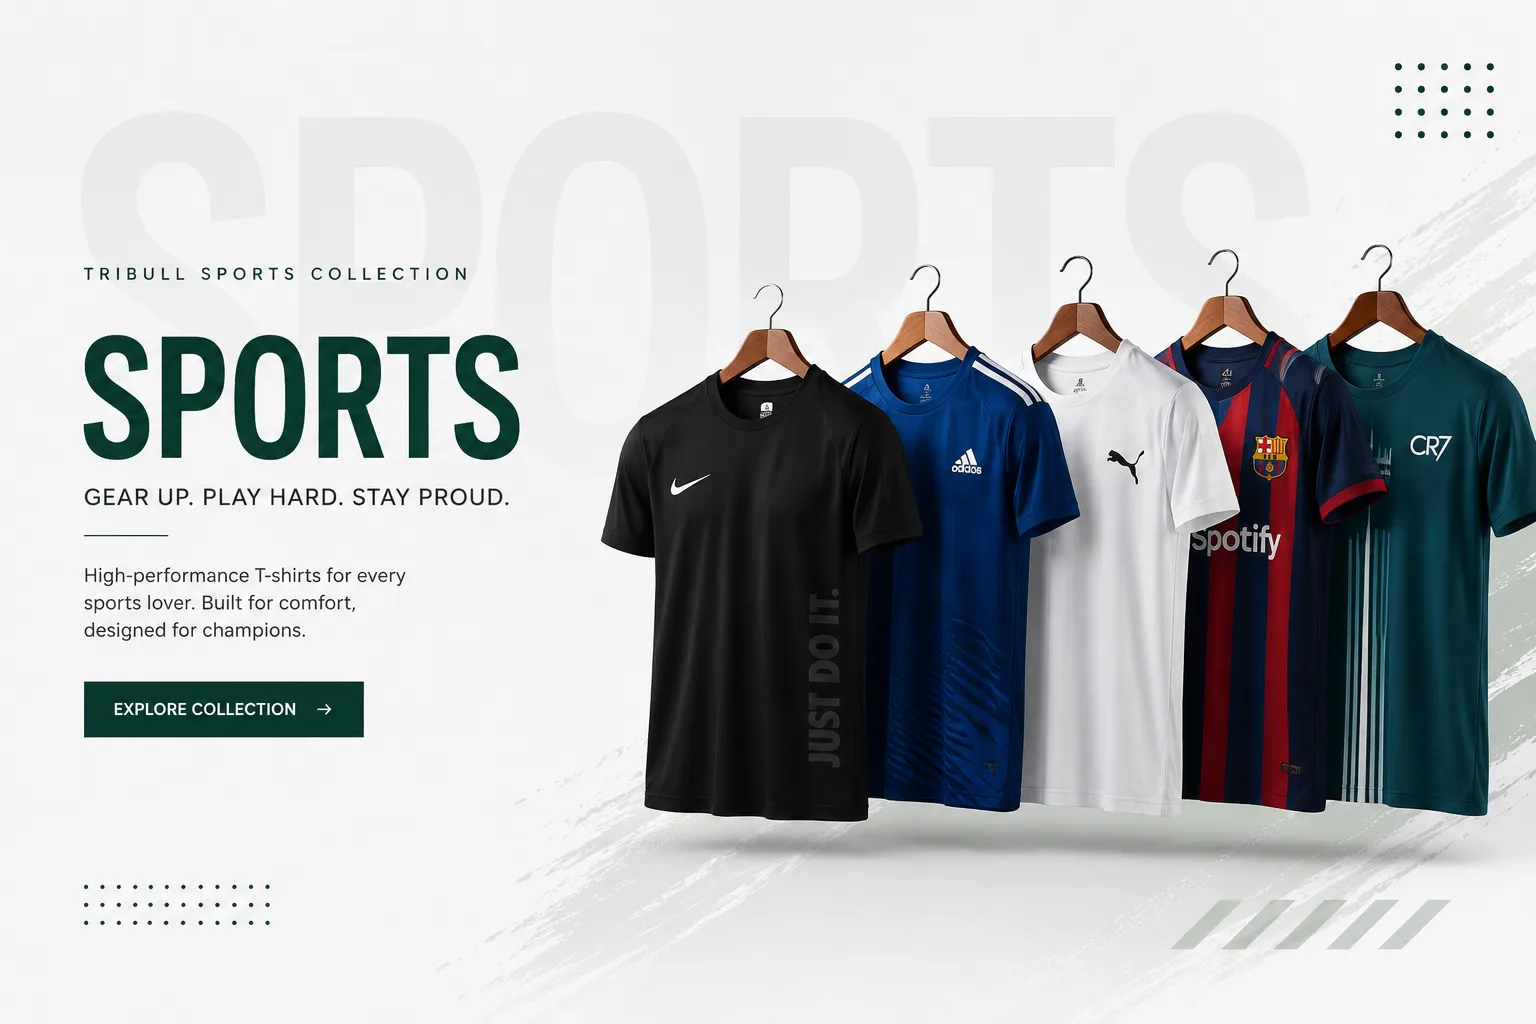 SPORTS
TRIBULL SPORTS COLLECTION
SPORTS
GEAR UP. PLAY HARD. STAY PROUD.
High-performance T-shirts for every
sports lover. Built for comfort,
designed for champions.
EXPLORE COLLECTION
JUST DO IT.
adidas
Spotify
CR7